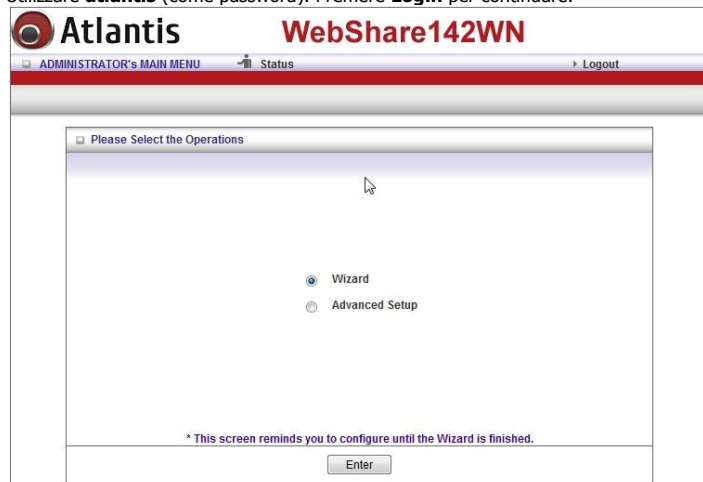 Utilizzare atlantis (come password). Premere Login per continuare.
Atlantis WebShare142WN
ADMINISTRATOR's MAIN MENU Status Logout
Please Select the Operations
Wizard
Advanced Setup
* This screen reminds you to configure until the Wizard is finished.
Enter